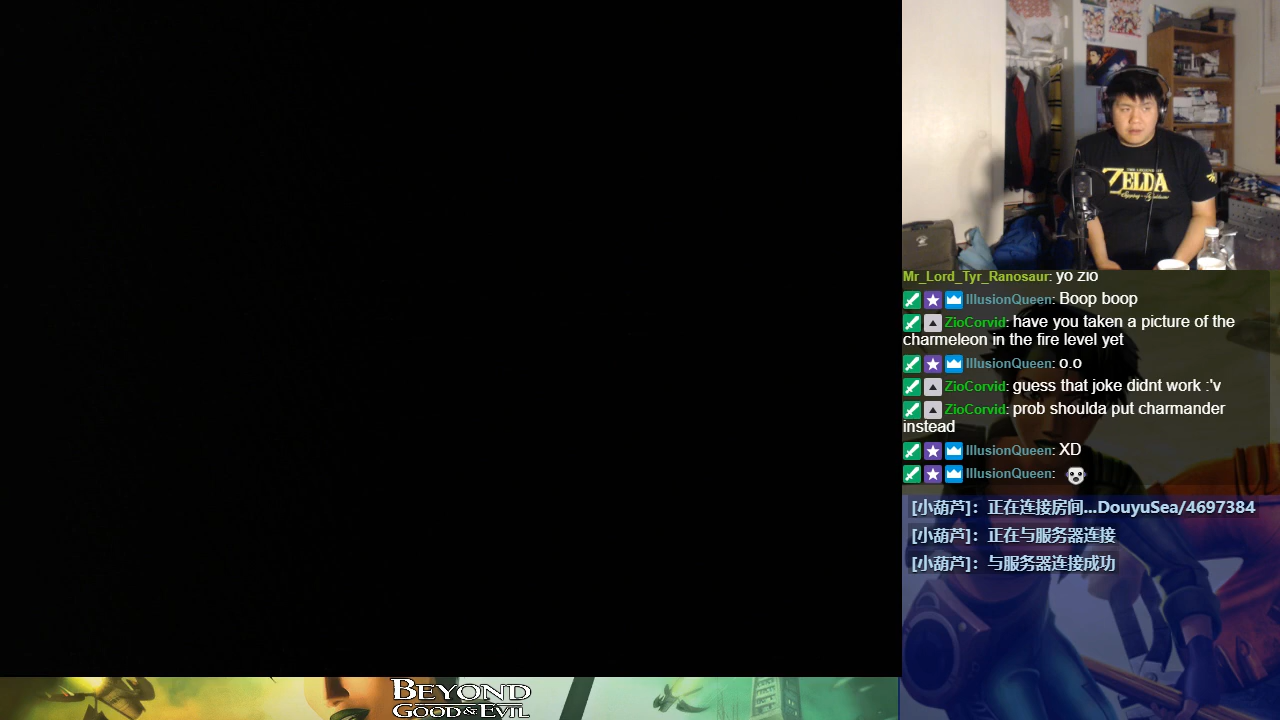 THE LEGEND OF
ZELDA
Mr_Lord_Tyr_Ranosaur: yo zio
IllusionQueen: Boop boop
ZioCorvid: have you taken a picture of the
charmeleon in the fire level yet
IllusionQueen: o.o
ZioCorvid: guess that joke didnt work :'v
ZioCorvid: prob shoulda put charmander
instead
IllusionQueen: XD
IllusionQueen:
[小葫芦]: 正在连接房间...DouyuSea/4697384
[小葫芦]: 正在与服务器连接
[小葫芦]: 与服务器连接成功
BEYOND
GOOD & EVIL